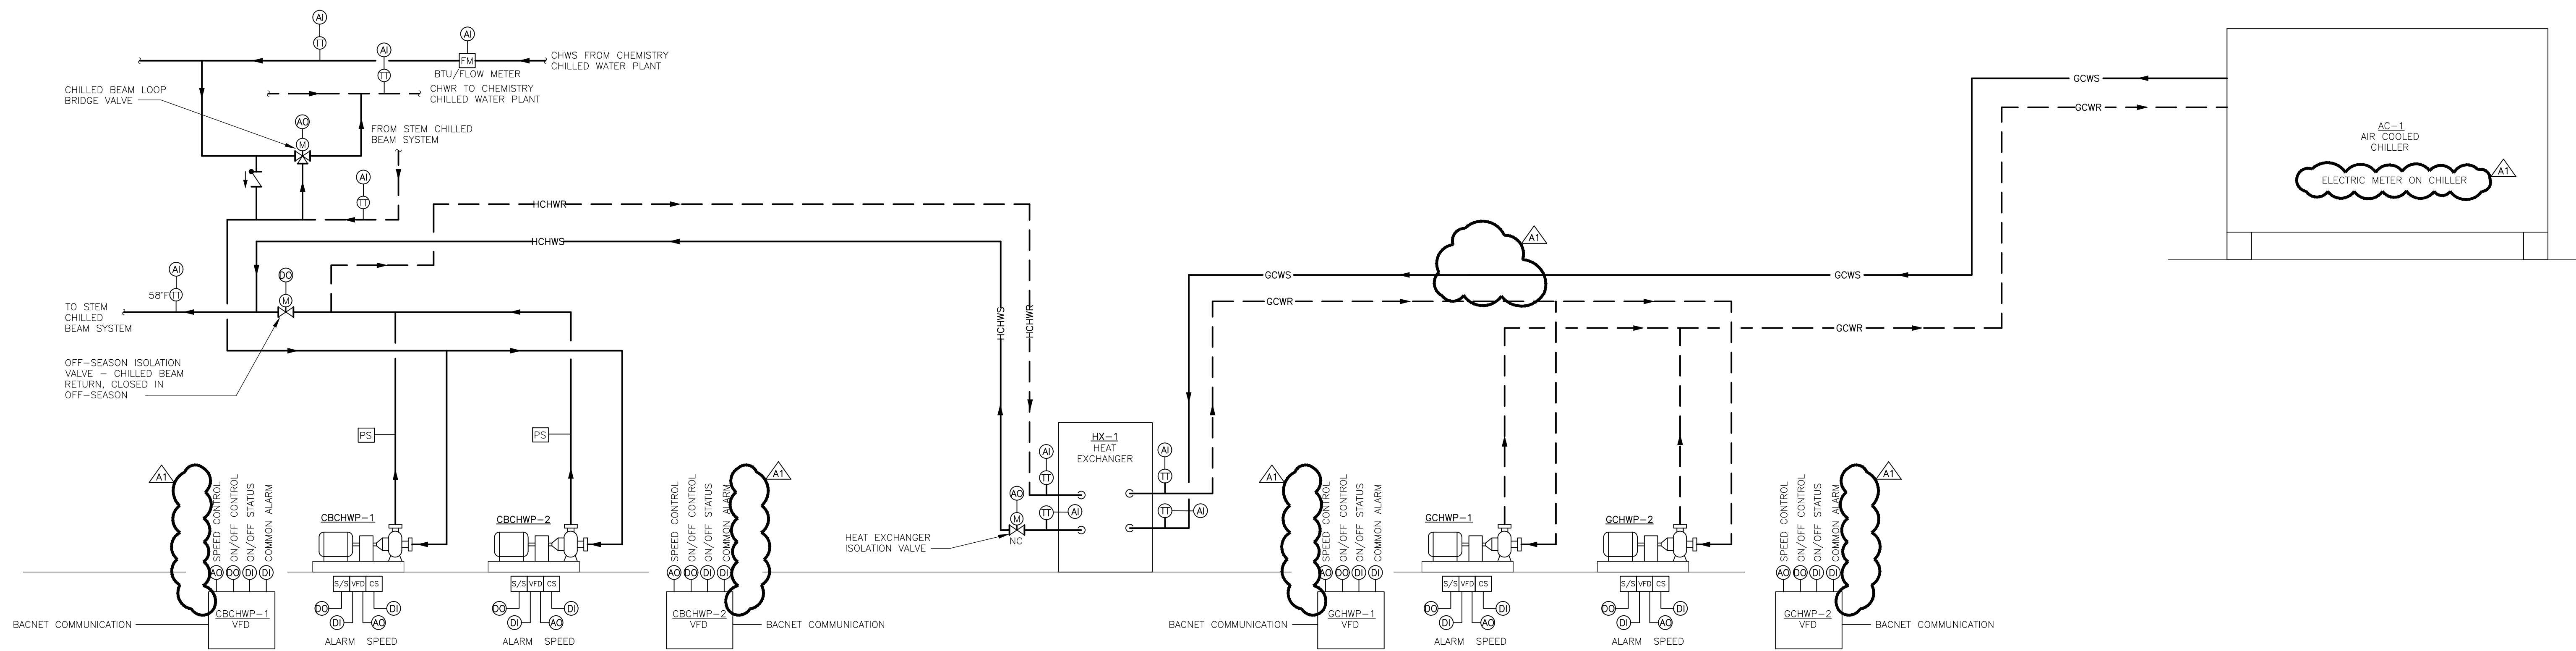 AI
TT
AI
TT
AI
FM
BTU/FLOW METER
CHWS FROM CHEMISTRY
CHILLED WATER PLANT
CHWR TO CHEMISTRY
CHILLED WATER PLANT
CHILLED BEAM LOOP
BRIDGE VALVE
AO
M
FROM STEM CHILLED
BEAM SYSTEM
AI
TT
HCHWR
HCHWS
AI
58°F TT
DO
M
TO STEM
CHILLED
BEAM SYSTEM
OFF-SEASON ISOLATION
VALVE - CHILLED BEAM
RETURN, CLOSED IN
OFF-SEASON
PS
PS
HCHWS
HCHWR
GCWS
GCWR
AC-1
AIR COOLED
CHILLER
ELECTRIC METER ON CHILLER
A1
A1
GCWS
GCWR
GCWS
GCWR
A1
SPEED CONTROL
ON/OFF CONTROL
ON/OFF STATUS
COMMON ALARM
AO
DO
DI
DI
CBCHWP-1
VFD
BACNET COMMUNICATION
CBCHWP-1
S/S
VFD
CS
DO
DI
DI
AO
ALARM
SPEED
CBCHWP-2
S/S
VFD
CS
DO
DI
DI
AO
ALARM
SPEED
A1
SPEED CONTROL
ON/OFF CONTROL
ON/OFF STATUS
COMMON ALARM
AO
DO
DI
DI
CBCHWP-2
VFD
BACNET COMMUNICATION
HEAT EXCHANGER
ISOLATION VALVE
AO
M
NC
AI
TT
TT
AI
HX-1
HEAT
EXCHANGER
AI
TT
TT
AI
A1
SPEED CONTROL
ON/OFF CONTROL
ON/OFF STATUS
COMMON ALARM
AO
DO
DI
DI
GCHWP-1
VFD
BACNET COMMUNICATION
GCHWP-1
S/S
VFD
CS
DO
DI
DI
AO
ALARM
SPEED
GCHWP-2
S/S
VFD
CS
DO
DI
DI
AO
ALARM
SPEED
A1
SPEED CONTROL
ON/OFF CONTROL
ON/OFF STATUS
COMMON ALARM
AO
DO
DI
DI
GCHWP-2
VFD
BACNET COMMUNICATION